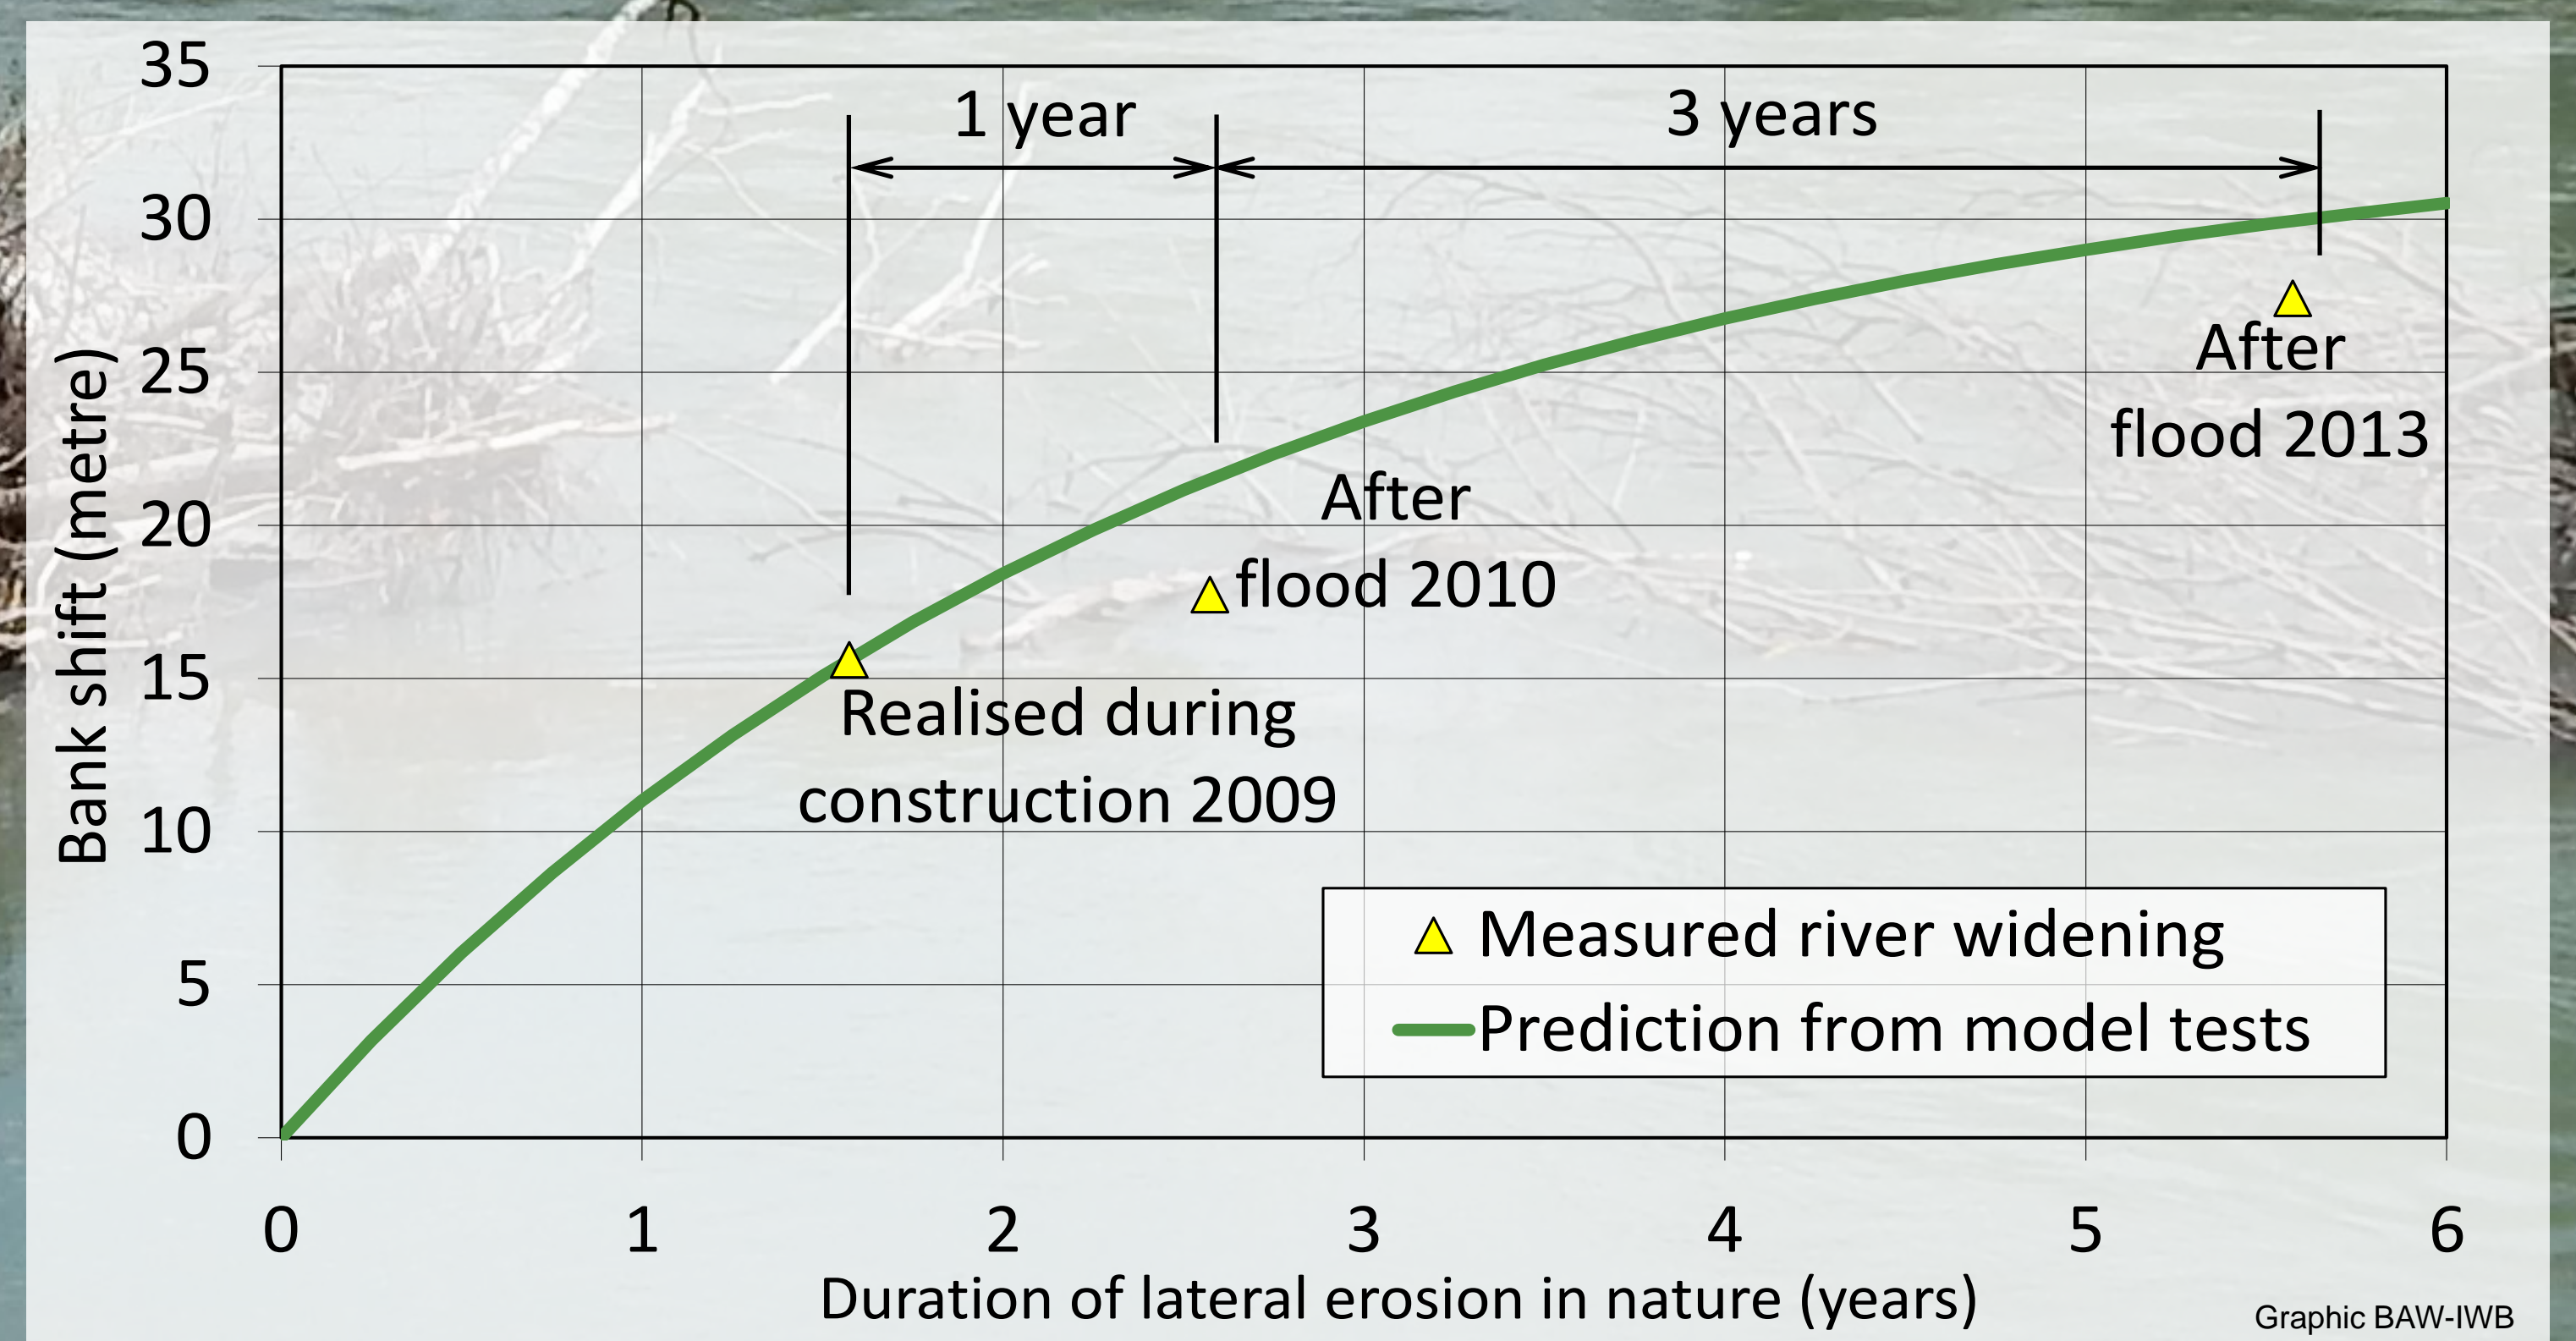 35
30
25
20
15
10
5
0
Bank shift (metre)
1 year
3 years
After
flood 2013
After
flood 2010
Realised during
construction 2009
Measured river widening
Prediction from model tests
0 1 2 3 4 5 6
Duration of lateral erosion in nature (years)
Graphic BAW-IWB